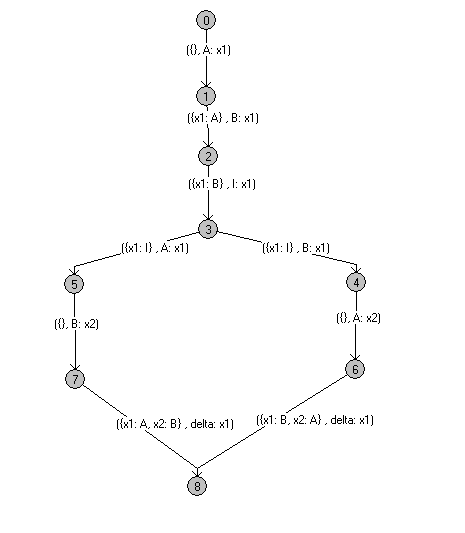 0
({}, A: x1)
1
({x1: A} , B: x1)
2
({x1: B} , I: x1)
3
({x1: I} , A: x1)
({x1: I} , B: x1)
5
4
({}, B: x2)
({}, A: x2)
7
6
({x1: A, x2: B} , delta: x1)
({x1: B, x2: A} , delta: x1)
8